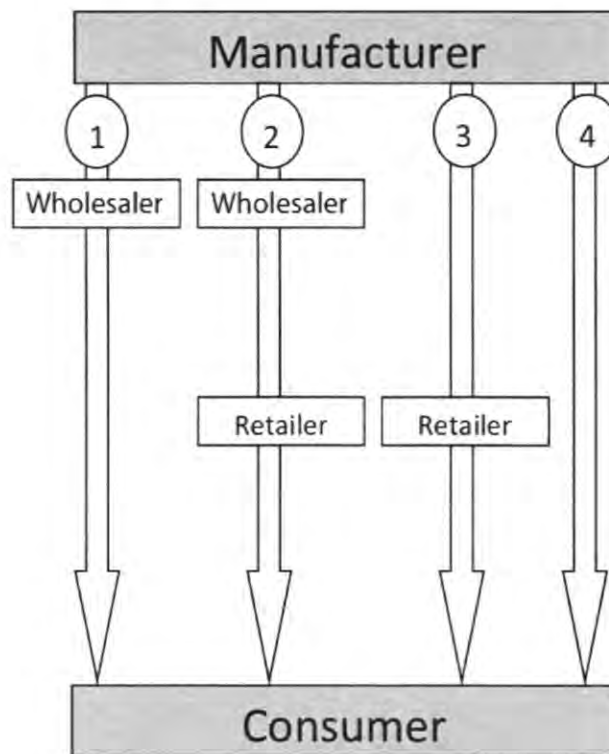 Manufacturer
1 2 3 4
Wholesaler Wholesaler
Retailer Retailer
Consumer